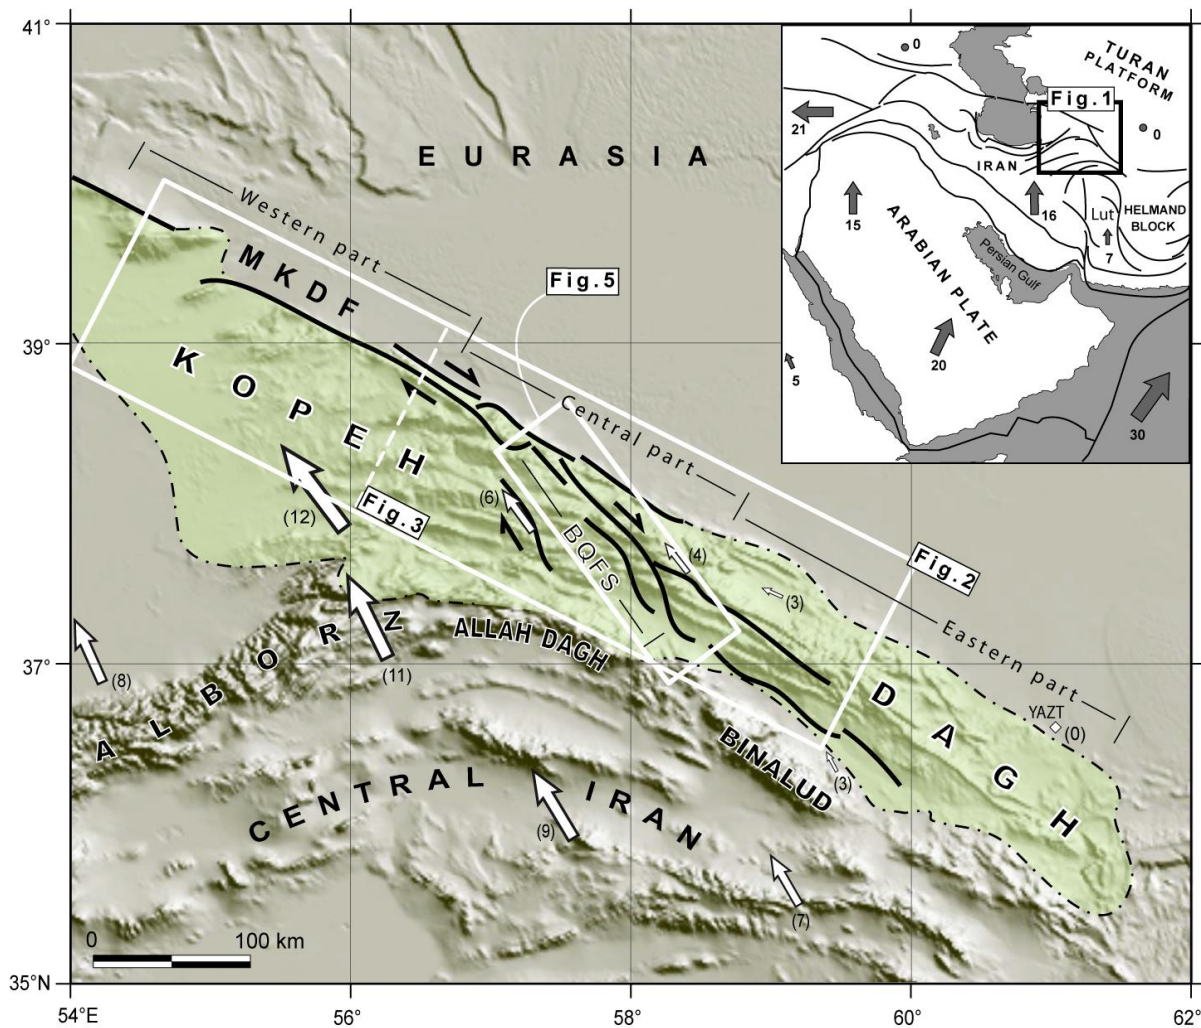 41°
39°
37°
35°N
54°E
56°
58°
60°
62°
EURASIA
Western part
MKDF
Fig.5
KOPEH
Central part
(12)
Fig.3
(6)
BQFS
(4)
(3)
Fig.2
Eastern part
DAGH
YAZT
(0)
ALBORZ
ALLAH DAGH
(8)
(11)
BINALUD
(3)
CENTRAL IRAN
(9)
(7)
0
100 km
0
TURAN
PLATFORM
Fig.1
0
21
IRAN
15
16
Lut
HELMAND
BLOCK
7
ARABIAN PLATE
Persian Gulf
20
5
30